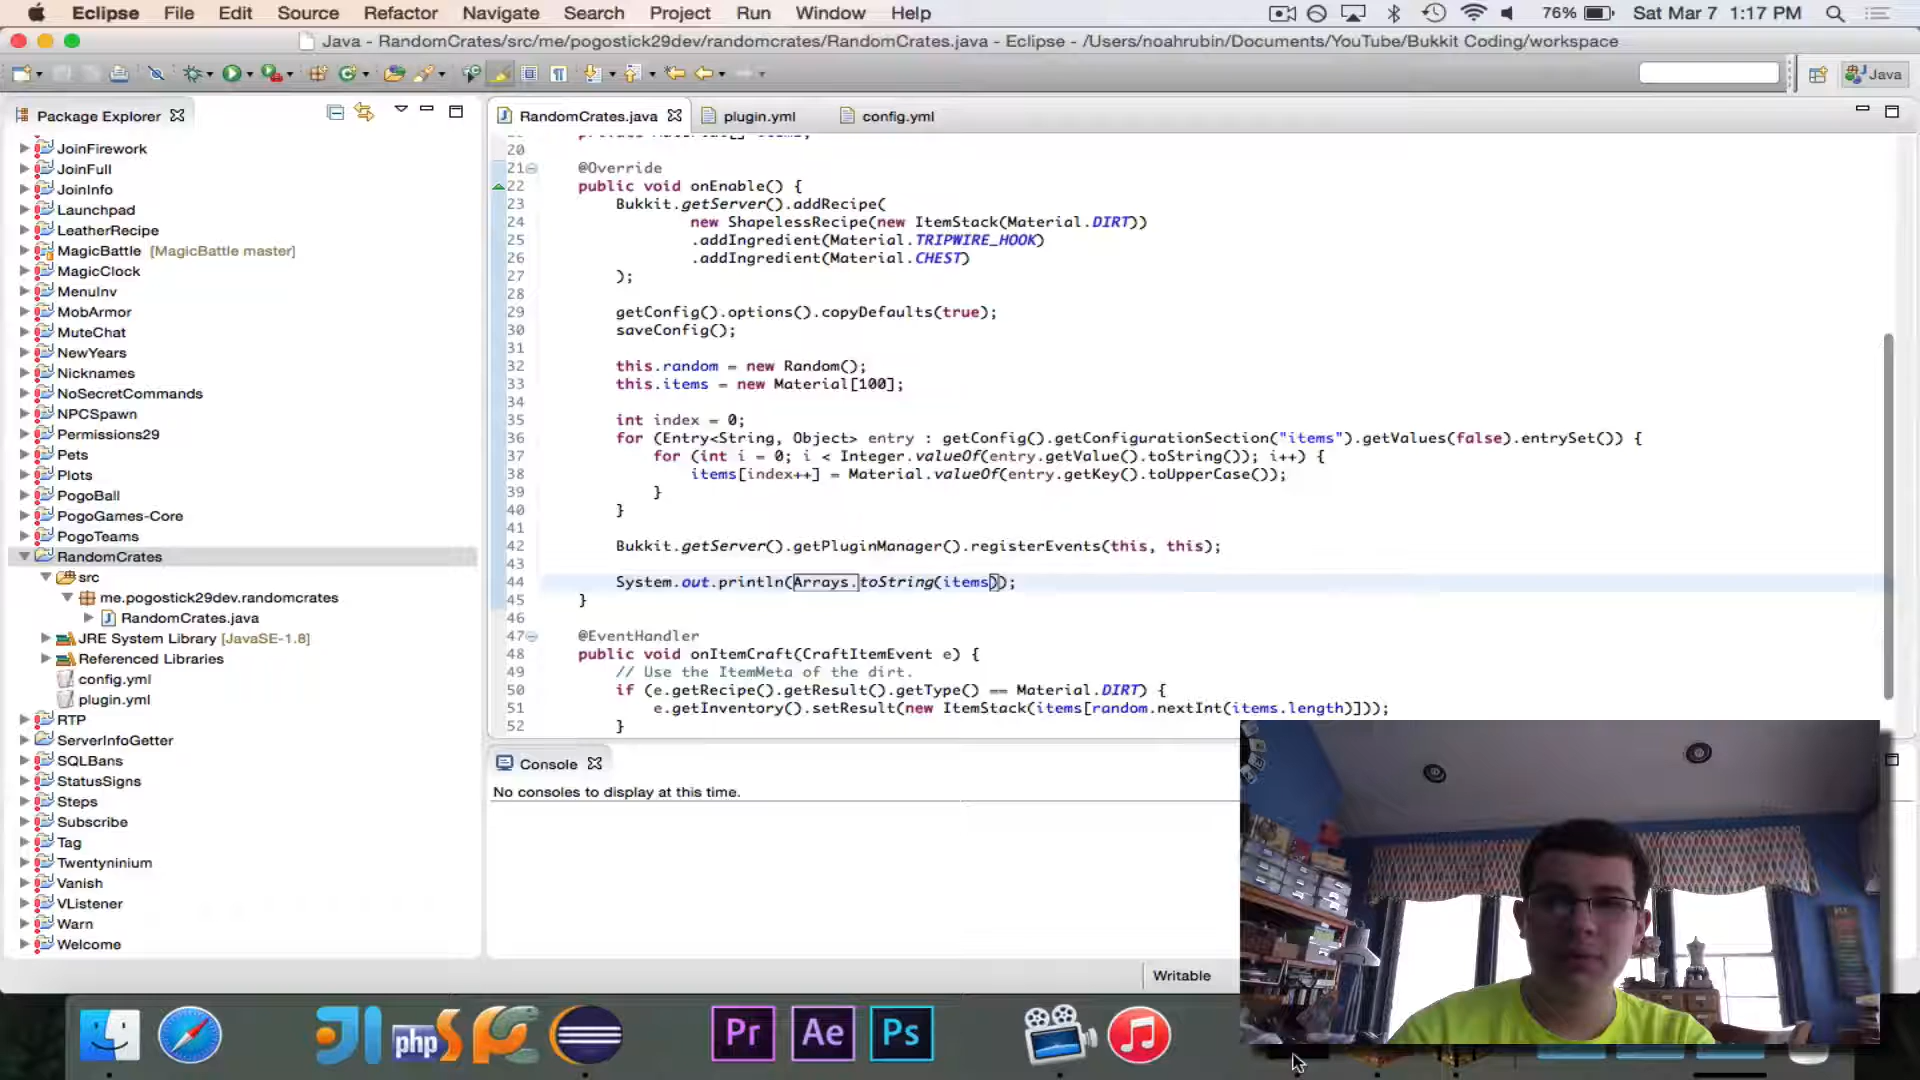 Eclipse File Edit Source Refactor Navigate Search Project Run Window Help 76% Sat Mar 7 1:17 PM
Java - RandomCrates/src/me/pogostick29dev/randomcrates/RandomCrates.java - Eclipse - /Users/noahrubin/Documents/YouTube/Bukkit Coding/workspace
Java
Package Explorer
JoinFirework
JoinFull
JoinInfo
Launchpad
LeatherRecipe
MagicBattle [MagicBattle master]
MagicClock
MenuInv
MobArmor
MuteChat
NewYears
Nicknames
NoSecretCommands
NPCSpawn
Permissions29
Pets
Plots
PogoBall
PogoGames-Core
PogoTeams
RandomCrates
src
me.pogostick29dev.randomcrates
RandomCrates.java
JRE System Library [JavaSE-1.8]
Referenced Libraries
config.yml
plugin.yml
RTP
ServerInfoGetter
SQLBans
StatusSigns
Steps
Subscribe
Tag
Twentyninium
Vanish
VListener
Warn
Welcome
RandomCrates.java plugin.yml config.yml
20
21 @Override
22 public void onEnable() {
23 Bukkit.getServer().addRecipe(
24 new ShapelessRecipe(new ItemStack(Material.DIRT))
25 .addIngredient(Material.TRIPWIRE_HOOK)
26 .addIngredient(Material.CHEST)
27 );
28
29 getConfig().options().copyDefaults(true);
30 saveConfig();
31
32 this.random = new Random();
33 this.items = new Material[100];
34
35 int index = 0;
36 for (Entry<String, Object> entry : getConfig().getConfigurationSection("items").getValues(false).entrySet()) {
37 for (int i = 0; i < Integer.valueOf(entry.getValue().toString()); i++) {
38 items[index++] = Material.valueOf(entry.getKey().toUpperCase());
39 }
40 }
41
42 Bukkit.getServer().getPluginManager().registerEvents(this, this);
43
44 System.out.println(Arrays.toString(items));
45 }
46
47 @EventHandler
48 public void onItemCraft(CraftItemEvent e) {
49 // Use the ItemMeta of the dirt.
50 if (e.getRecipe().getResult().getType() == Material.DIRT) {
51 e.getInventory().setResult(new ItemStack(items[random.nextInt(items.length)]));
52 }
Console
No consoles to display at this time.
Writable
php
Pr
Ae
Ps